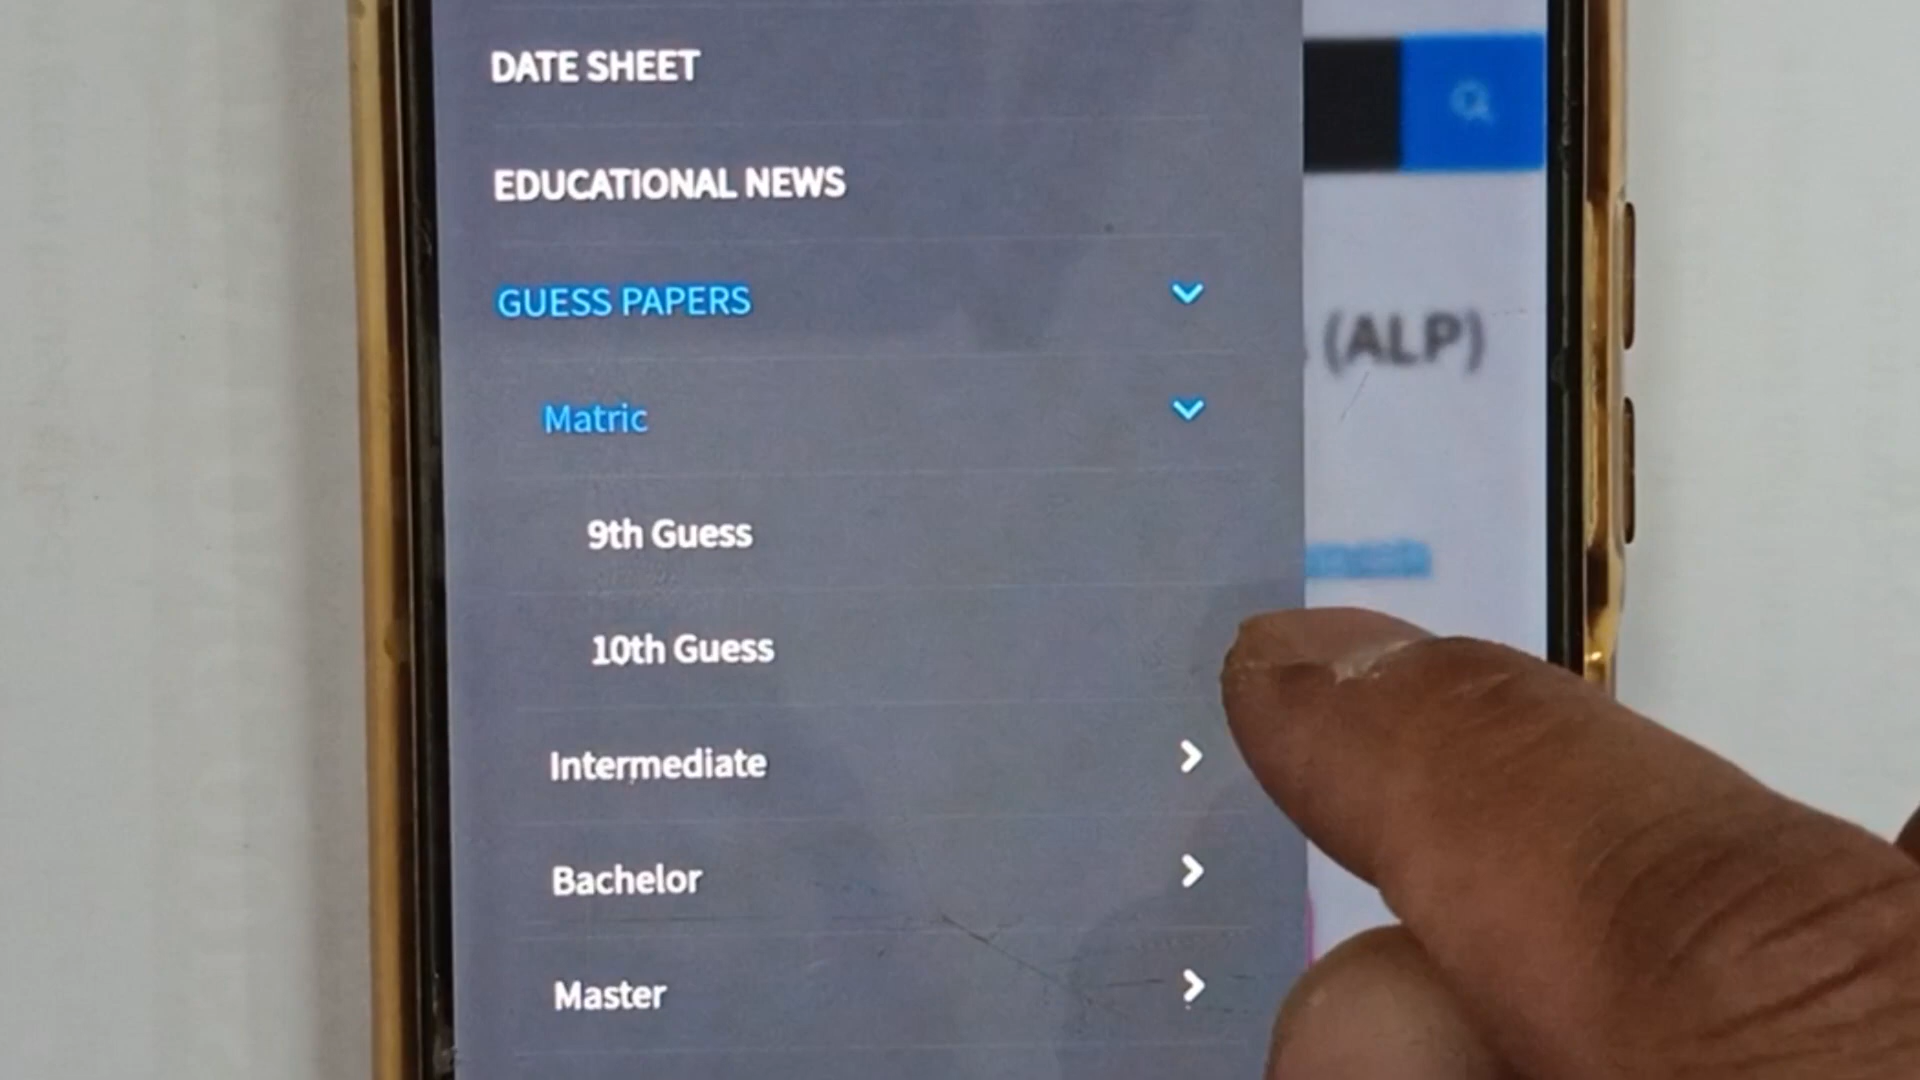 DATE SHEET
EDUCATIONAL NEWS
GUESS PAPERS
(ALP)
Matric
9th Guess
10th Guess
Intermediate
Bachelor
Master